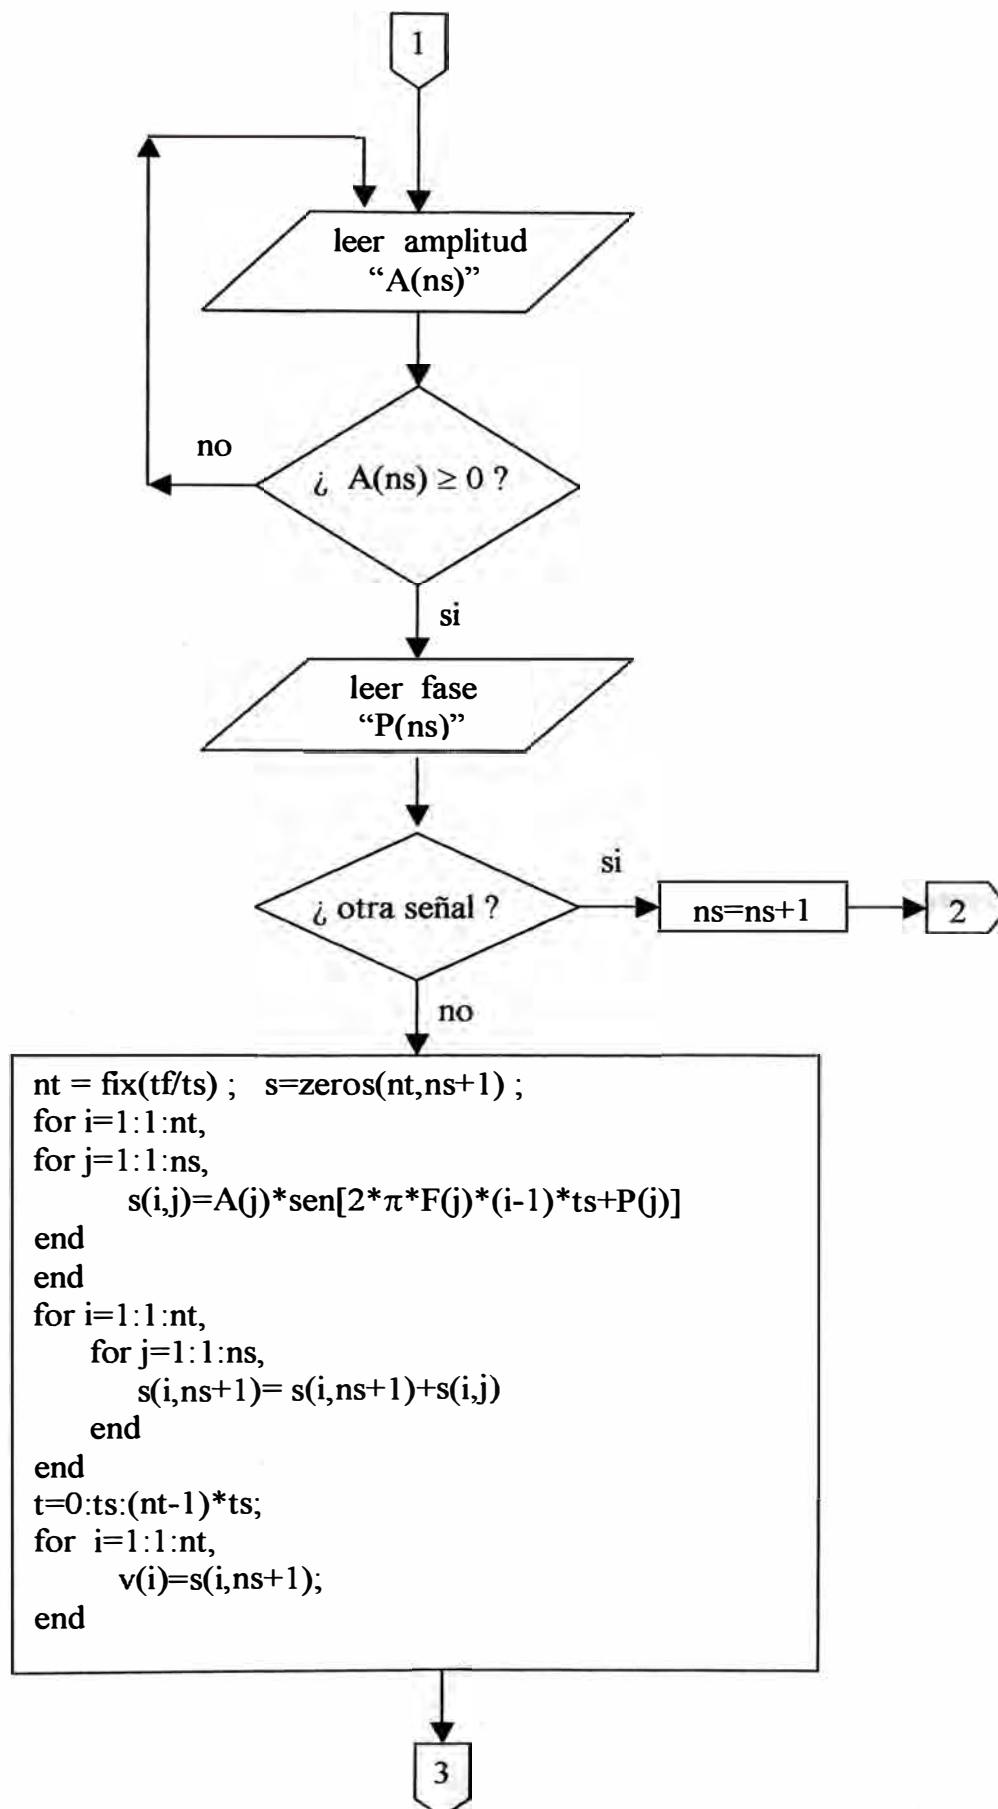 1
leer amplitud
“A(ns)”
no
¿ A(ns) ≥ 0 ?
si
leer fase
“P(ns)”
si
¿ otra señal ?
ns=ns+1
2
no
nt = fix(tf/ts) ; s=zeros(nt,ns+1) ;
for i=1:1:nt,
for j=1:1:ns,
s(i,j)=A(j)*sen[2*π*F(j)*(i-1)*ts+P(j)]
end
end
for i=1:1:nt,
for j=1:1:ns,
s(i,ns+1)= s(i,ns+1)+s(i,j)
end
end
t=0:ts:(nt-1)*ts;
for i=1:1:nt,
v(i)=s(i,ns+1);
end
3